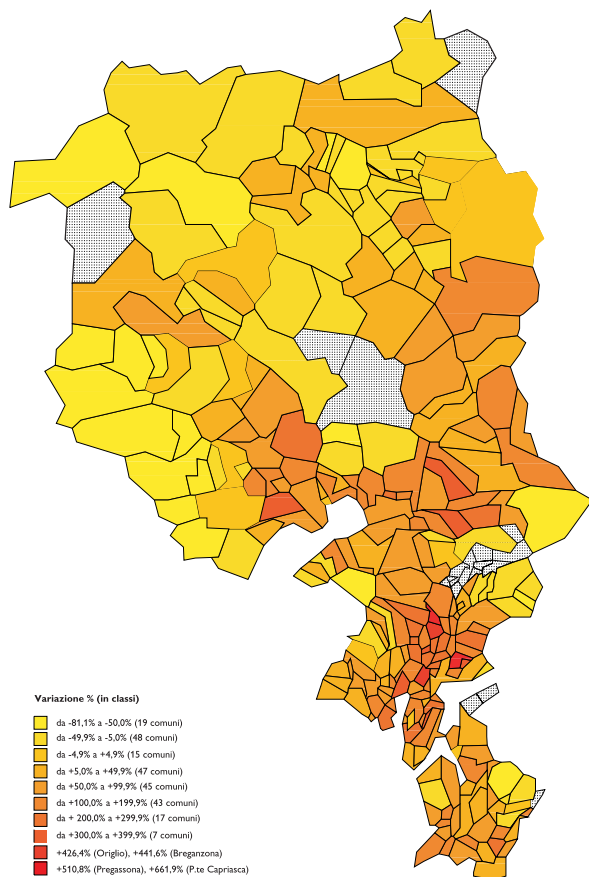 Variazione % (in classi)
da -81,1% a -50,0% (19 comuni)
da -49,9% a -5,0% (48 comuni)
da -4,9% a +4,9% (15 comuni)
da +5,0% a +49,9% (47 comuni)
da +50,0% a +99,9% (45 comuni)
da +100,0% a +199,9% (43 comuni)
da + 200,0% a +299,9% (17 comuni)
da +300,0% a +399,9% (7 comuni)
+426,4% (Origlio), +441,6% (Breganzona)
+510,8% (Pregassona), +661,9% (P.te Capriasca)